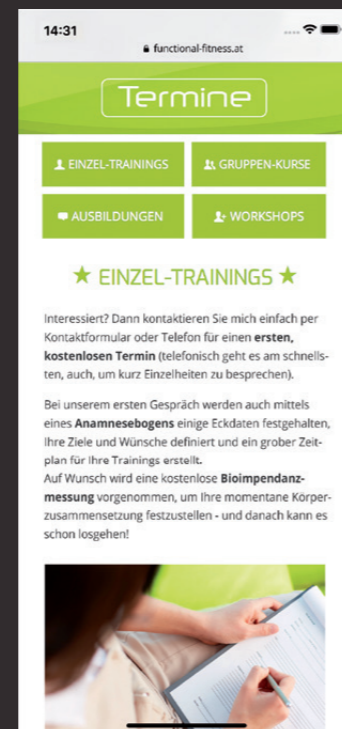 14:31
functional-fitness.at
Termine
EINZEL-TRAININGS
GRUPPEN-KURSE
AUSBILDUNGEN
WORKSHOPS
EINZEL-TRAININGS
Interessiert? Dann kontaktieren Sie mich einfach per
Kontaktformular oder Telefon für einen ersten,
kostenlosen Termin (telefonisch geht es am schnells-
ten, auch, um kurz Einzelheiten zu besprechen).
Bei unserem ersten Gespräch werden auch mittels
eines Anamnesebogens einige Eckdaten festgehalten,
Ihre Ziele und Wünsche definiert und ein grober Zeit-
plan für Ihre Trainings erstellt.
Auf Wunsch wird eine kostenlose Bioimpendanz-
messung vorgenommen, um Ihre momentane Körper-
zusammensetzung festzustellen - und danach kann es
schon losgehen!